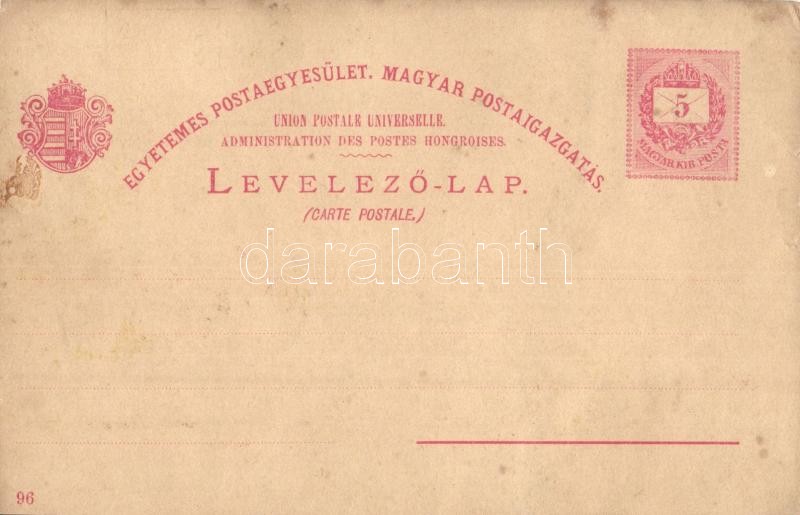 EGYETEMES POSTAEGYESÜLET. MAGYAR POSTAIGAZGATÁS.
UNION POSTALE UNIVERSELLE.
ADMINISTRATION DES POSTES HONGROISES.
LEVELEZŐ-LAP.
(CARTE POSTALE.)
5
MAGYAR KIR. POSTA
darabanth
96